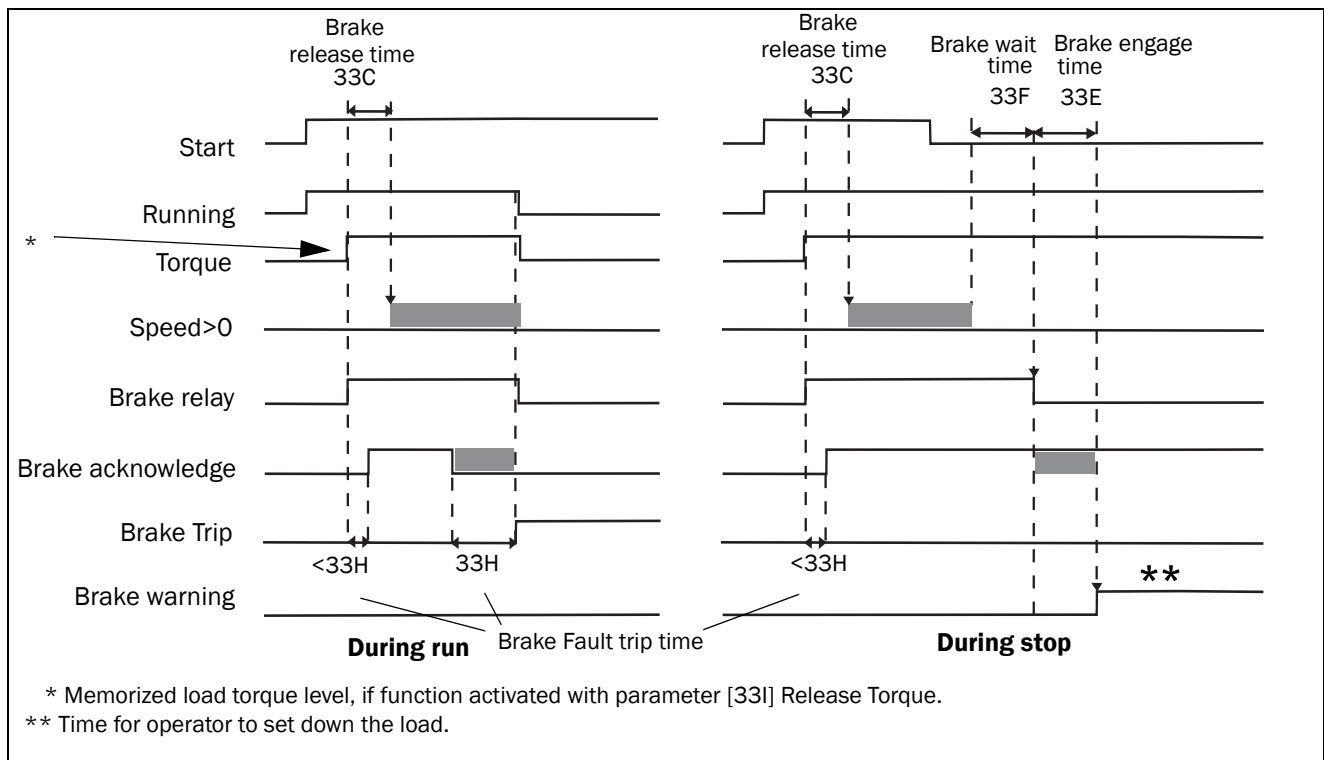 Brake
release time
33C
Brake
release time
33C
Brake wait
time
33F
Brake engage
time
33E
Start
Running
*
Torque
Speed>0
Brake relay
Brake acknowledge
Brake Trip
<33H
33H
<33H
**
Brake warning
During run
Brake Fault trip time
During stop
* Memorized load torque level, if function activated with parameter [33I] Release Torque.
** Time for operator to set down the load.